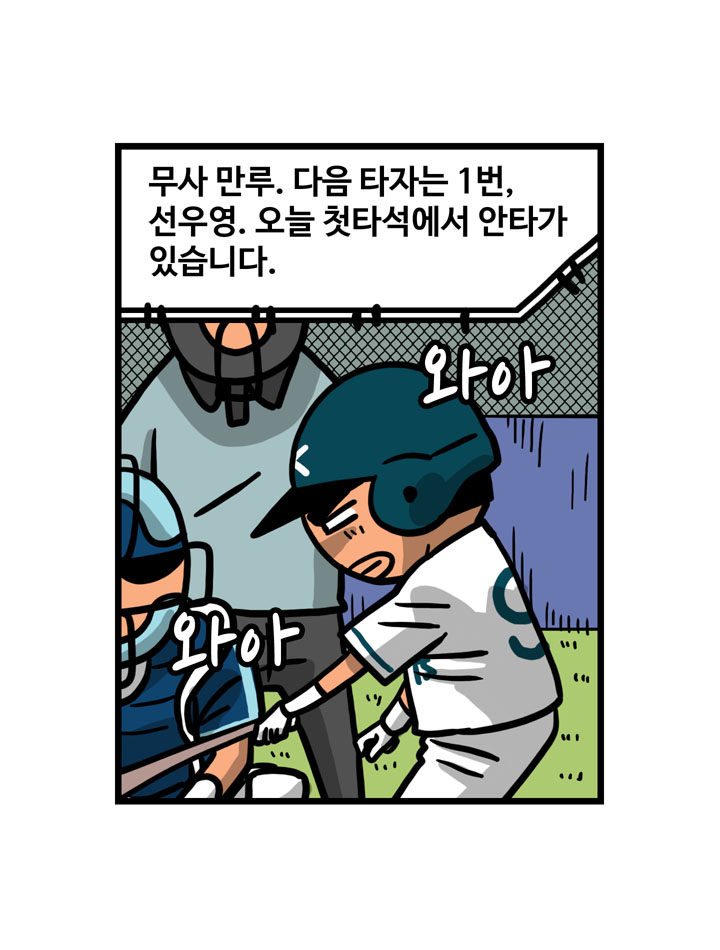 무사 만루. 다음 타자는 1번,
선우영. 오늘 첫타석에서 안타가
있습니다.
와아
K
9
K
와아